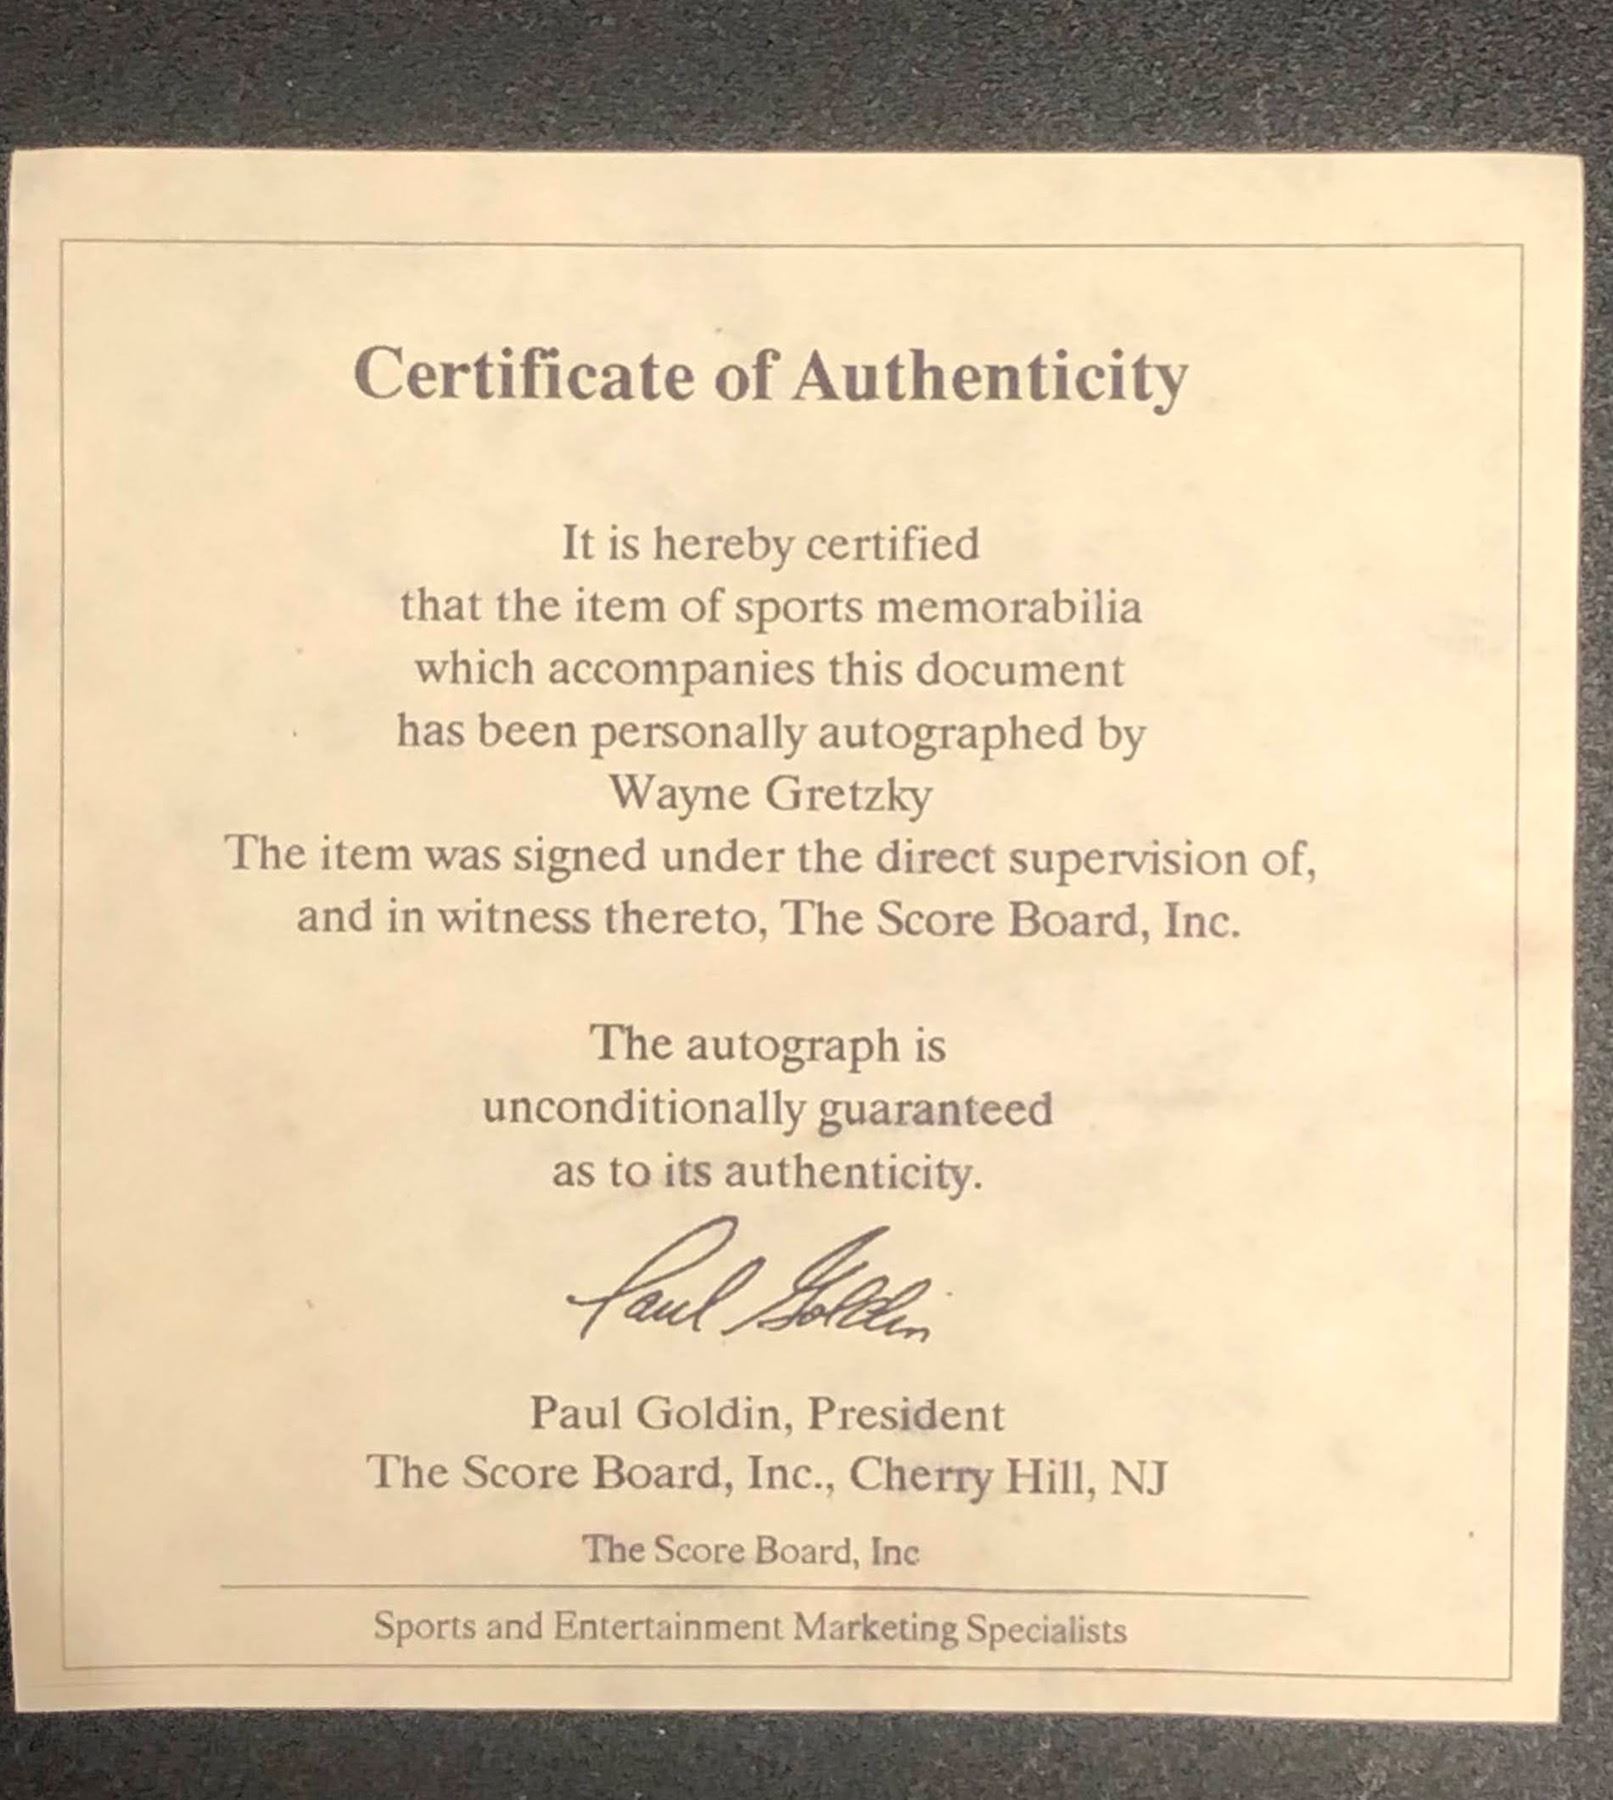 Certificate of Authenticity
It is hereby certified
that the item of sports memorabilia
which accompanies this document
has been personally autographed by
Wayne Gretzky
The item was signed under the direct supervision of,
and in witness thereto, The Score Board, Inc.
The autograph is
unconditionally guaranteed
as to its authenticity.
Paul Goldin
Paul Goldin, President
The Score Board, Inc., Cherry Hill, NJ
The Score Board, Inc
Sports and Entertainment Marketing Specialists